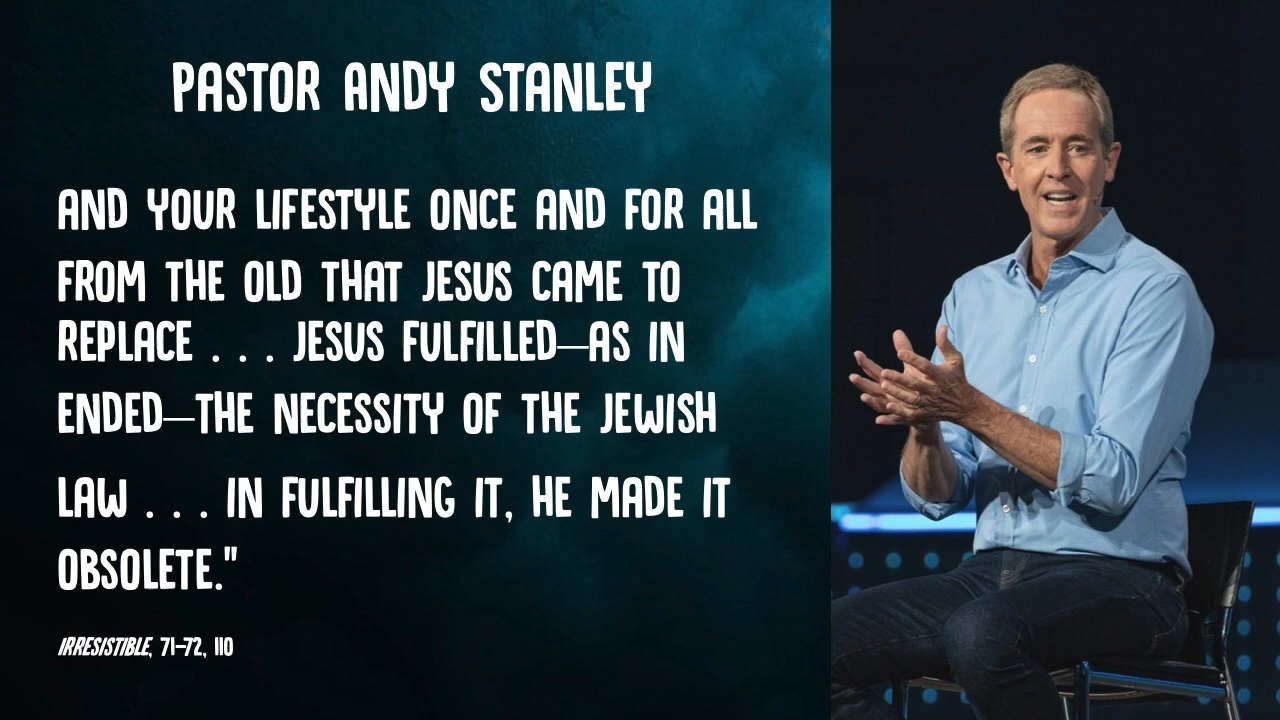 PASTOR ANDY STANLEY
AND YOUR LIFESTYLE ONCE AND FOR ALL
FROM THE OLD THAT JESUS CAME TO
REPLACE . . . JESUS FULFILLED—AS IN
ENDED—THE NECESSITY OF THE JEWISH
LAW . . . IN FULFILLING IT, HE MADE IT
OBSOLETE."
IRRESISTIBLE, 71–72, 110